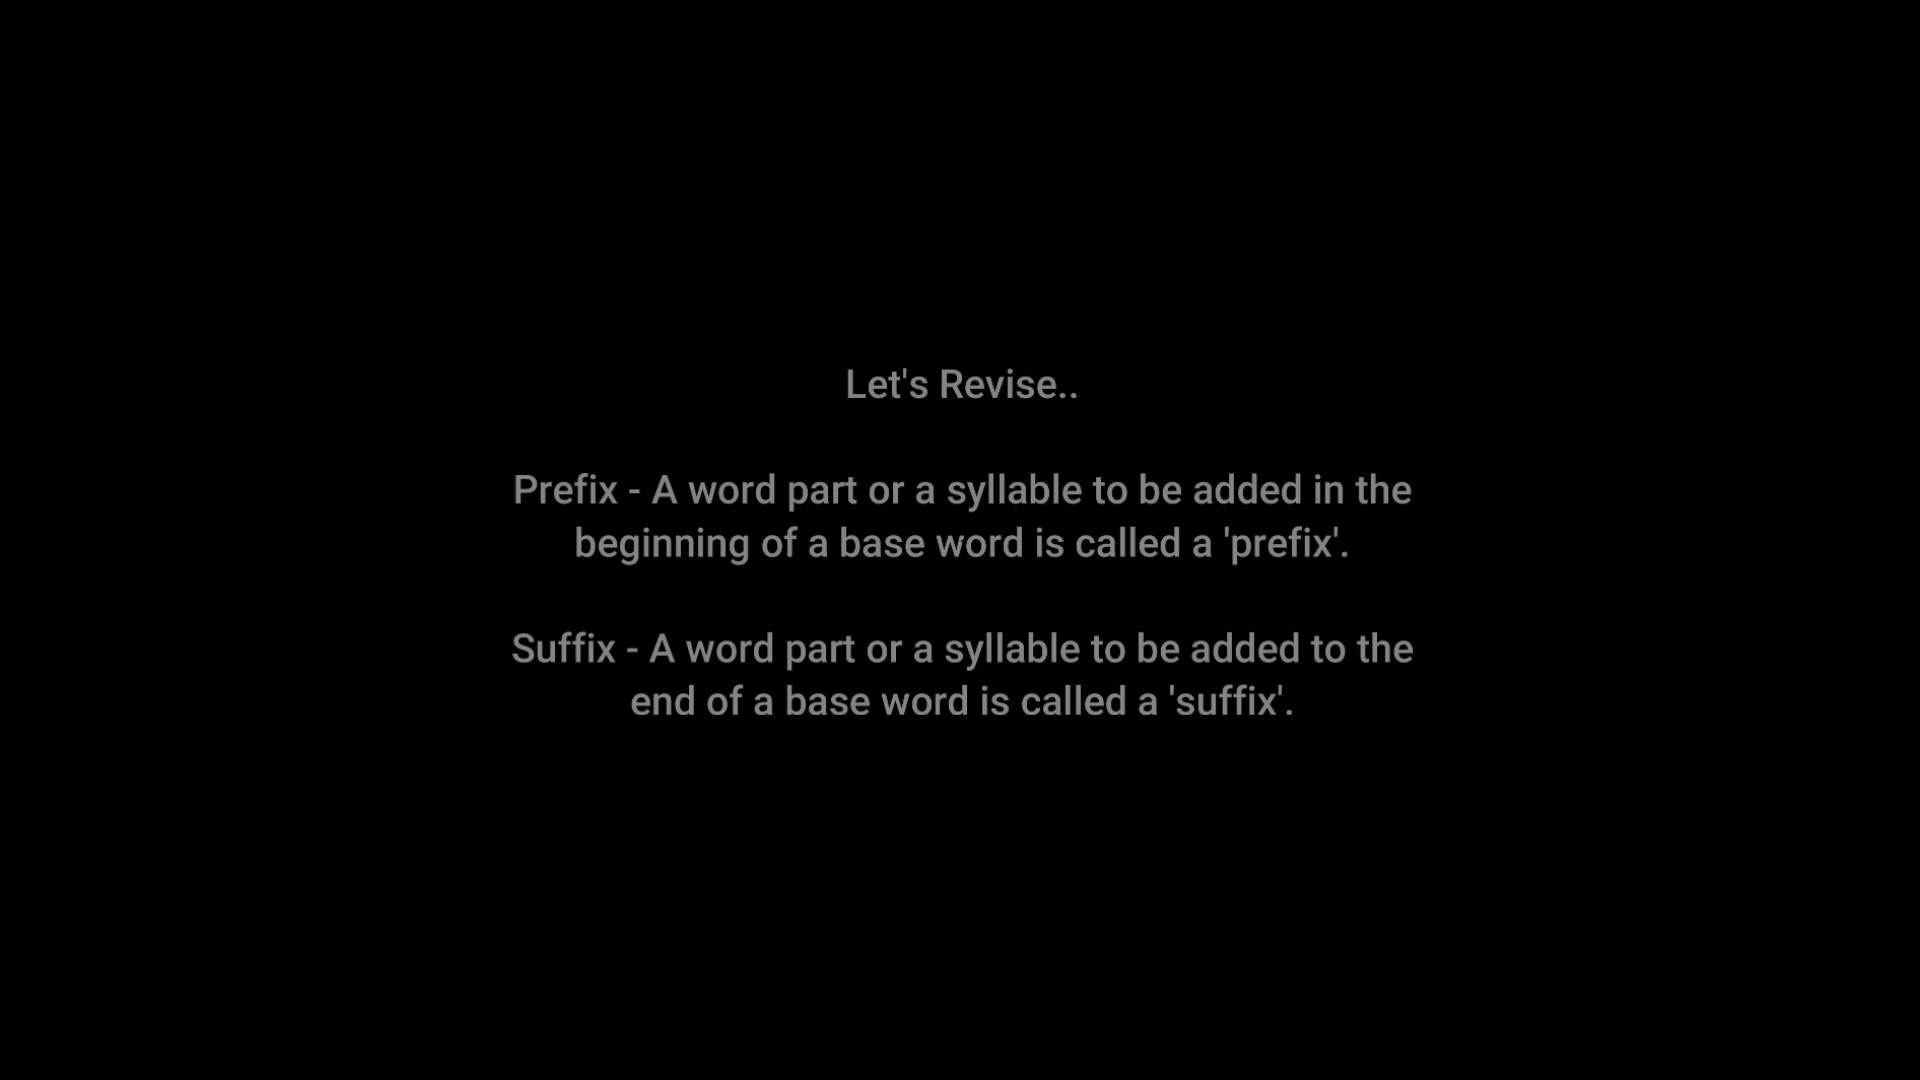 Let's Revise..
Prefix - A word part or a syllable to be added in the
beginning of a base word is called a 'prefix'.
Suffix - A word part or a syllable to be added to the
end of a base word is called a 'suffix'.